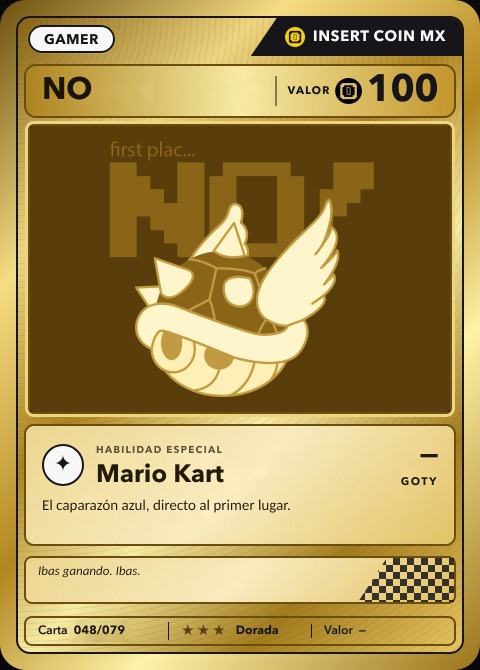 GAMER
INSERT COIN MX
NO
VALOR 100
first plac...
NO!
HABILIDAD ESPECIAL
Mario Kart
–
GOTY
El caparazón azul, directo al primer lugar.
Ibas ganando. Ibas.
Carta 048/079
★★★ Dorada
Valor –